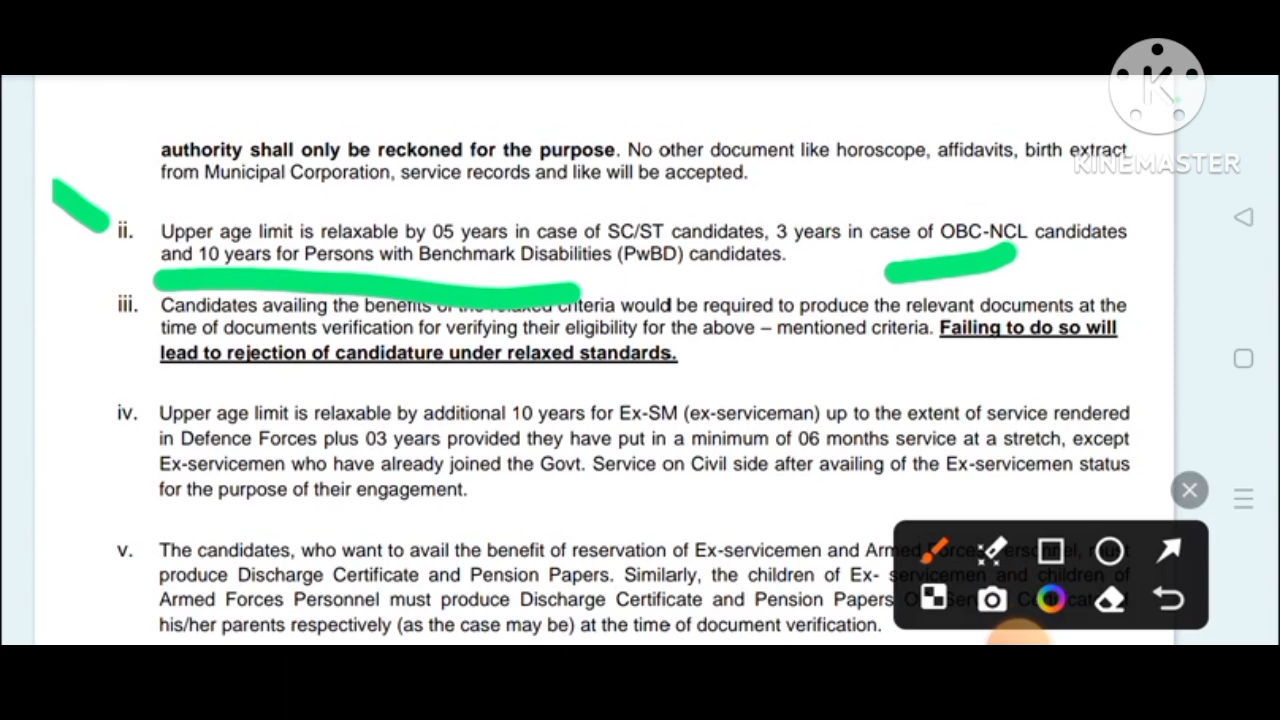 authority shall only be reckoned for the purpose. No other document like horoscope, affidavits, birth extract
KINEMASTER
from Municipal Corporation, service records and like will be accepted.
ii. Upper age limit is relaxable by 05 years in case of SC/ST candidates, 3 years in case of OBC-NCL candidates
and 10 years for Persons with Benchmark Disabilities (PwBD) candidates.
iii. Candidates availing the benefits of the relaxed criteria would be required to produce the relevant documents at the
time of documents verification for verifying their eligibility for the above – mentioned criteria. Failing to do so will
lead to rejection of candidature under relaxed standards.
iv. Upper age limit is relaxable by additional 10 years for Ex-SM (ex-serviceman) up to the extent of service rendered
in Defence Forces plus 03 years provided they have put in a minimum of 06 months service at a stretch, except
Ex-servicemen who have already joined the Govt. Service on Civil side after availing of the Ex-servicemen status
for the purpose of their engagement.
v. The candidates, who want to avail the benefit of reservation of Ex-servicemen and Armed Forces Personnel, must
produce Discharge Certificate and Pension Papers. Similarly, the children of Ex- servicemen and children of
Armed Forces Personnel must produce Discharge Certificate and Pension Papers
his/her parents respectively (as the case may be) at the time of document verification.